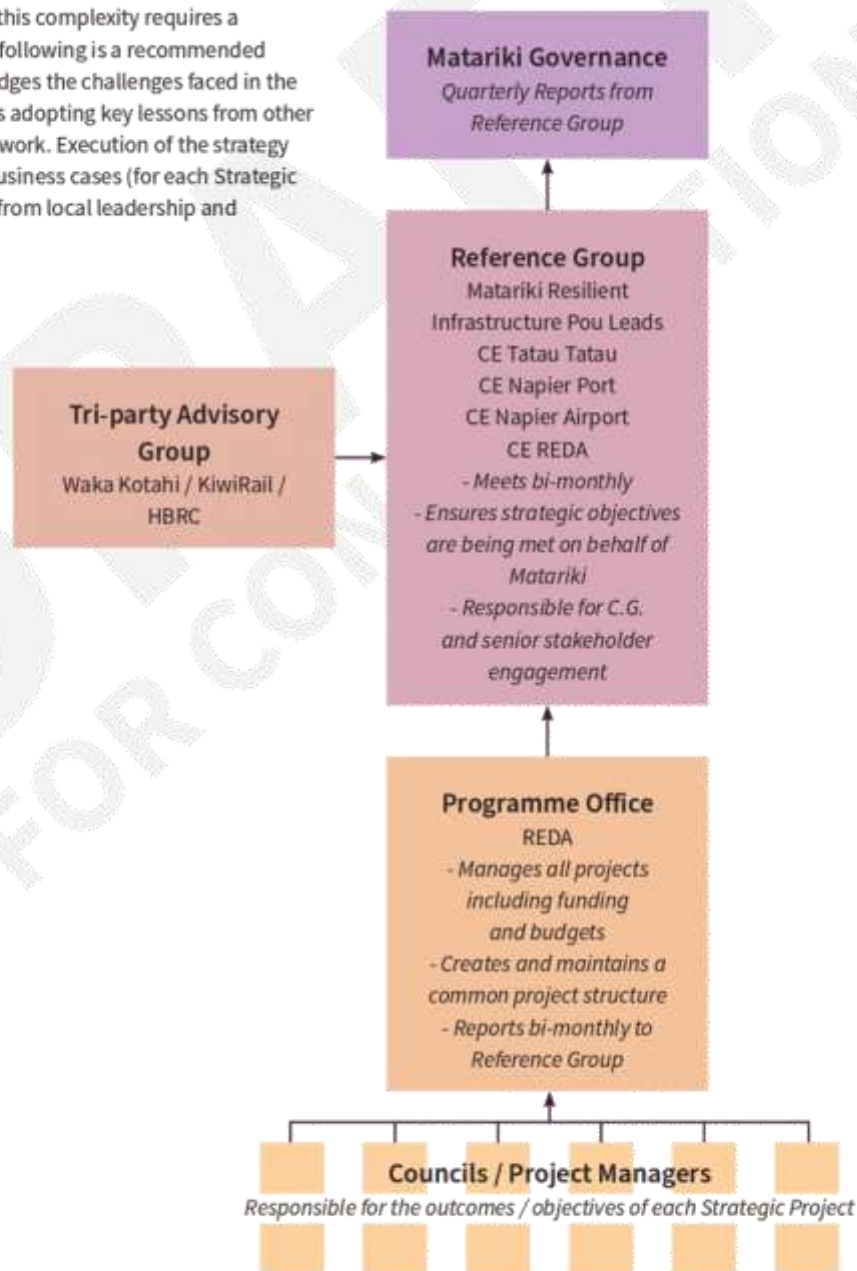 this complexity requires a
following is a recommended
dges the challenges faced in the
s adopting key lessons from other
work. Execution of the strategy
usiness cases (for each Strategic
from local leadership and
Matariki Governance
Quarterly Reports from
Reference Group
Reference Group
Matariki Resilient
Infrastructure Pou Leads
CE Tatau Tatau
CE Napier Port
CE Napier Airport
CE REDA
- Meets bi-monthly
- Ensures strategic objectives
are being met on behalf of
Matariki
- Responsible for C.G.
and senior stakeholder
engagement
Tri-party Advisory
Group
Waka Kotahi / KiwiRail /
HBRC
Programme Office
REDA
- Manages all projects
including funding
and budgets
- Creates and maintains a
common project structure
- Reports bi-monthly to
Reference Group
Councils / Project Managers
Responsible for the outcomes / objectives of each Strategic Project